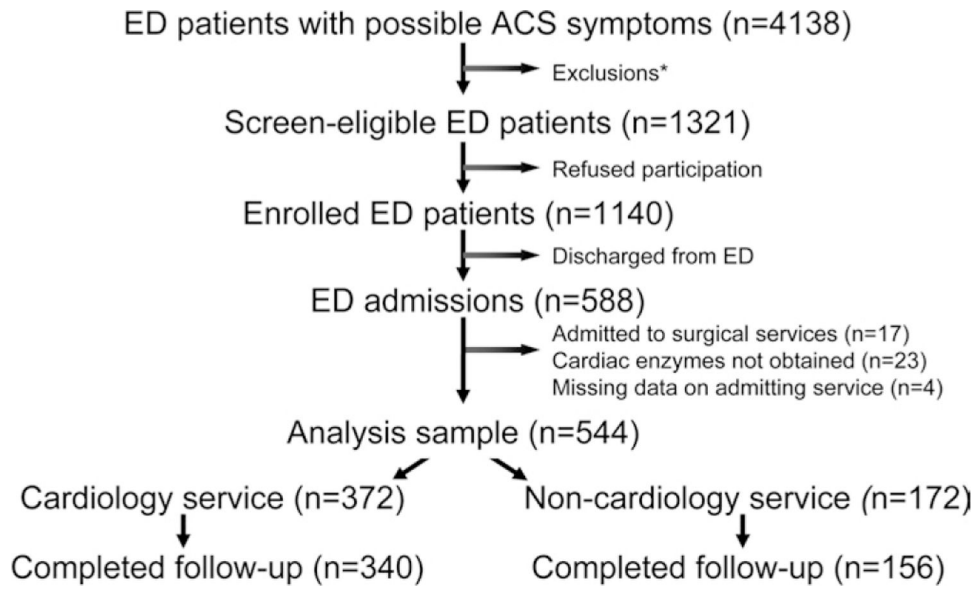 ED patients with possible ACS symptoms (n=4138)
Exclusions*
Screen-eligible ED patients (n=1321)
Refused participation
Enrolled ED patients (n=1140)
Discharged from ED
ED admissions (n=588)
Admitted to surgical services (n=17)
Cardiac enzymes not obtained (n=23)
Missing data on admitting service (n=4)
Analysis sample (n=544)
Cardiology service (n=372)
Non-cardiology service (n=172)
Completed follow-up (n=340)
Completed follow-up (n=156)